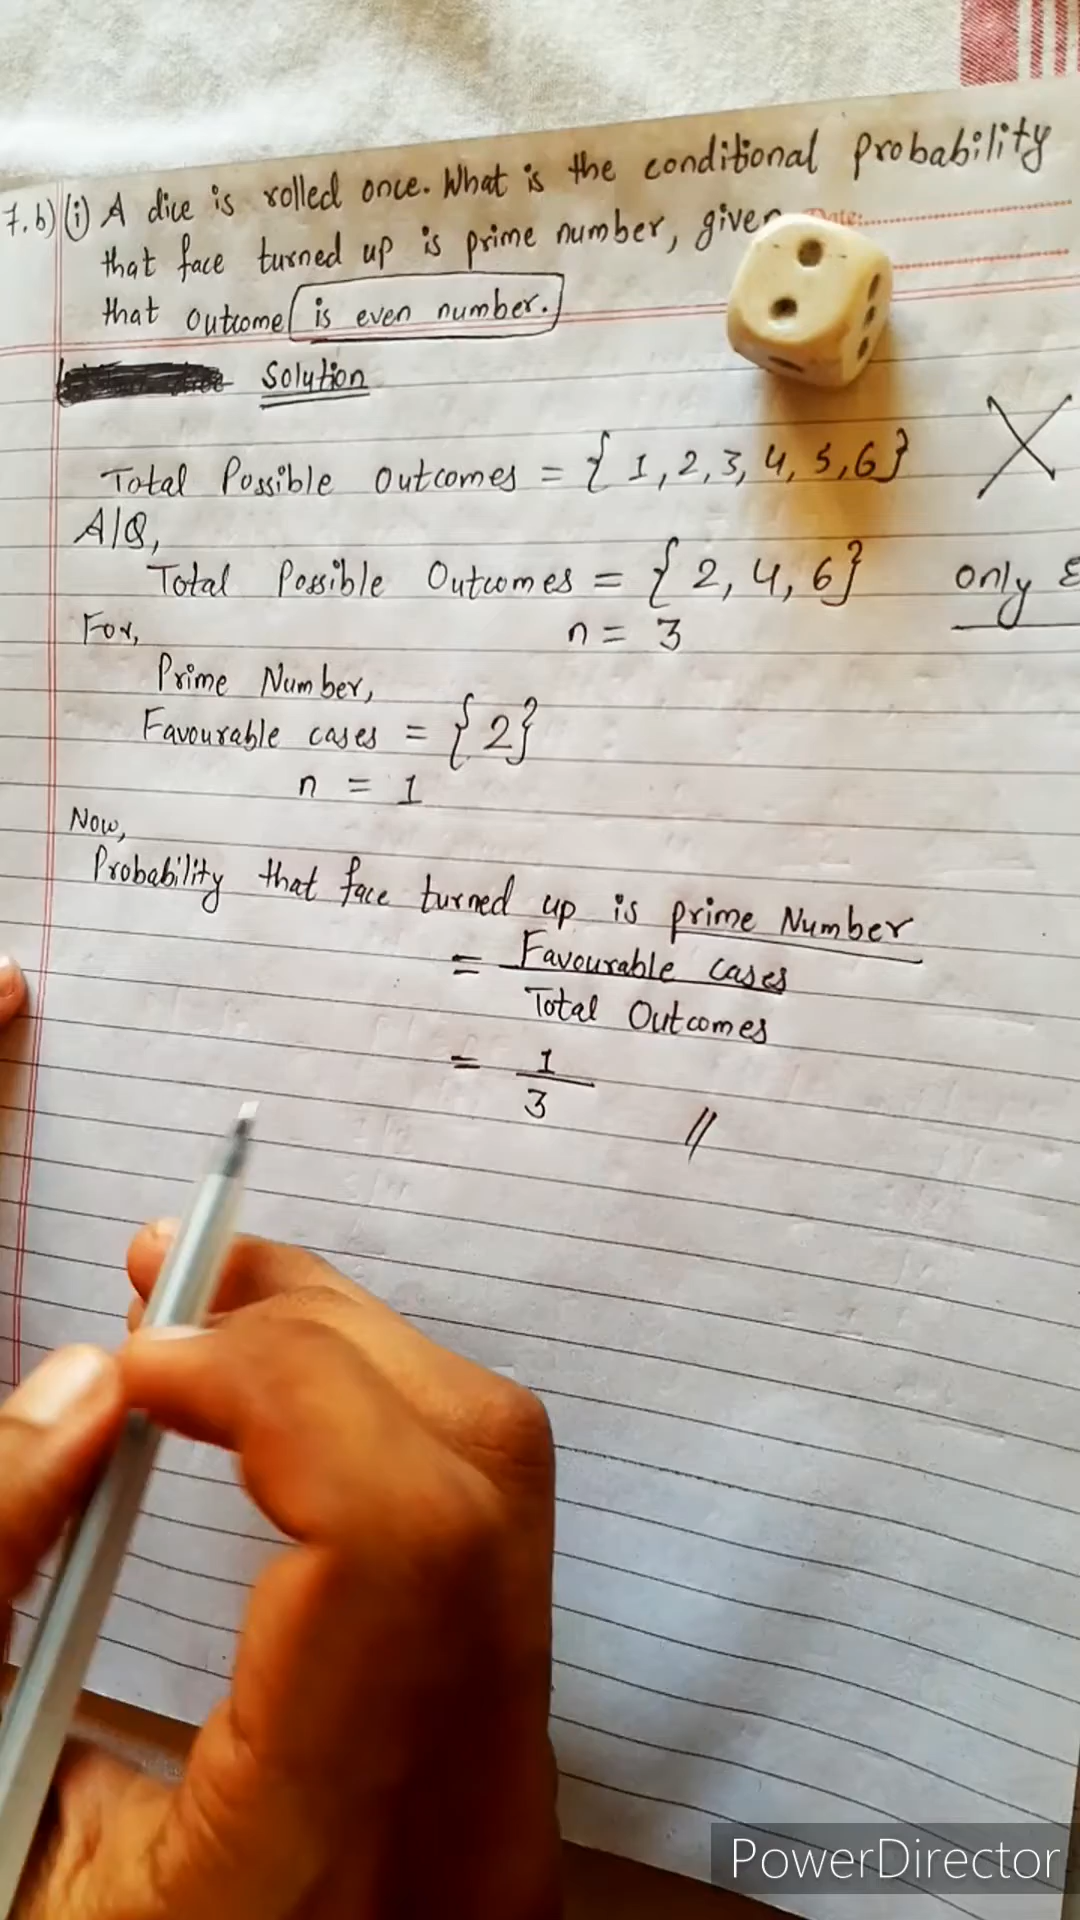 7. b) (i) A dice is rolled once. What is the conditional probability
that face turned up is prime number, given
that outcome is even number.
Date:
Solution
Total Possible Outcomes = { 1, 2, 3, 4, 5, 6 }
A/Q,
Total Possible Outcomes = { 2, 4, 6 } only
n = 3
For,
Prime Number,
Favourable cases = { 2 }
n = 1
Now,
Probability that face turned up is prime Number
= Favourable cases
Total Outcomes
= 1
3 //
PowerDirector